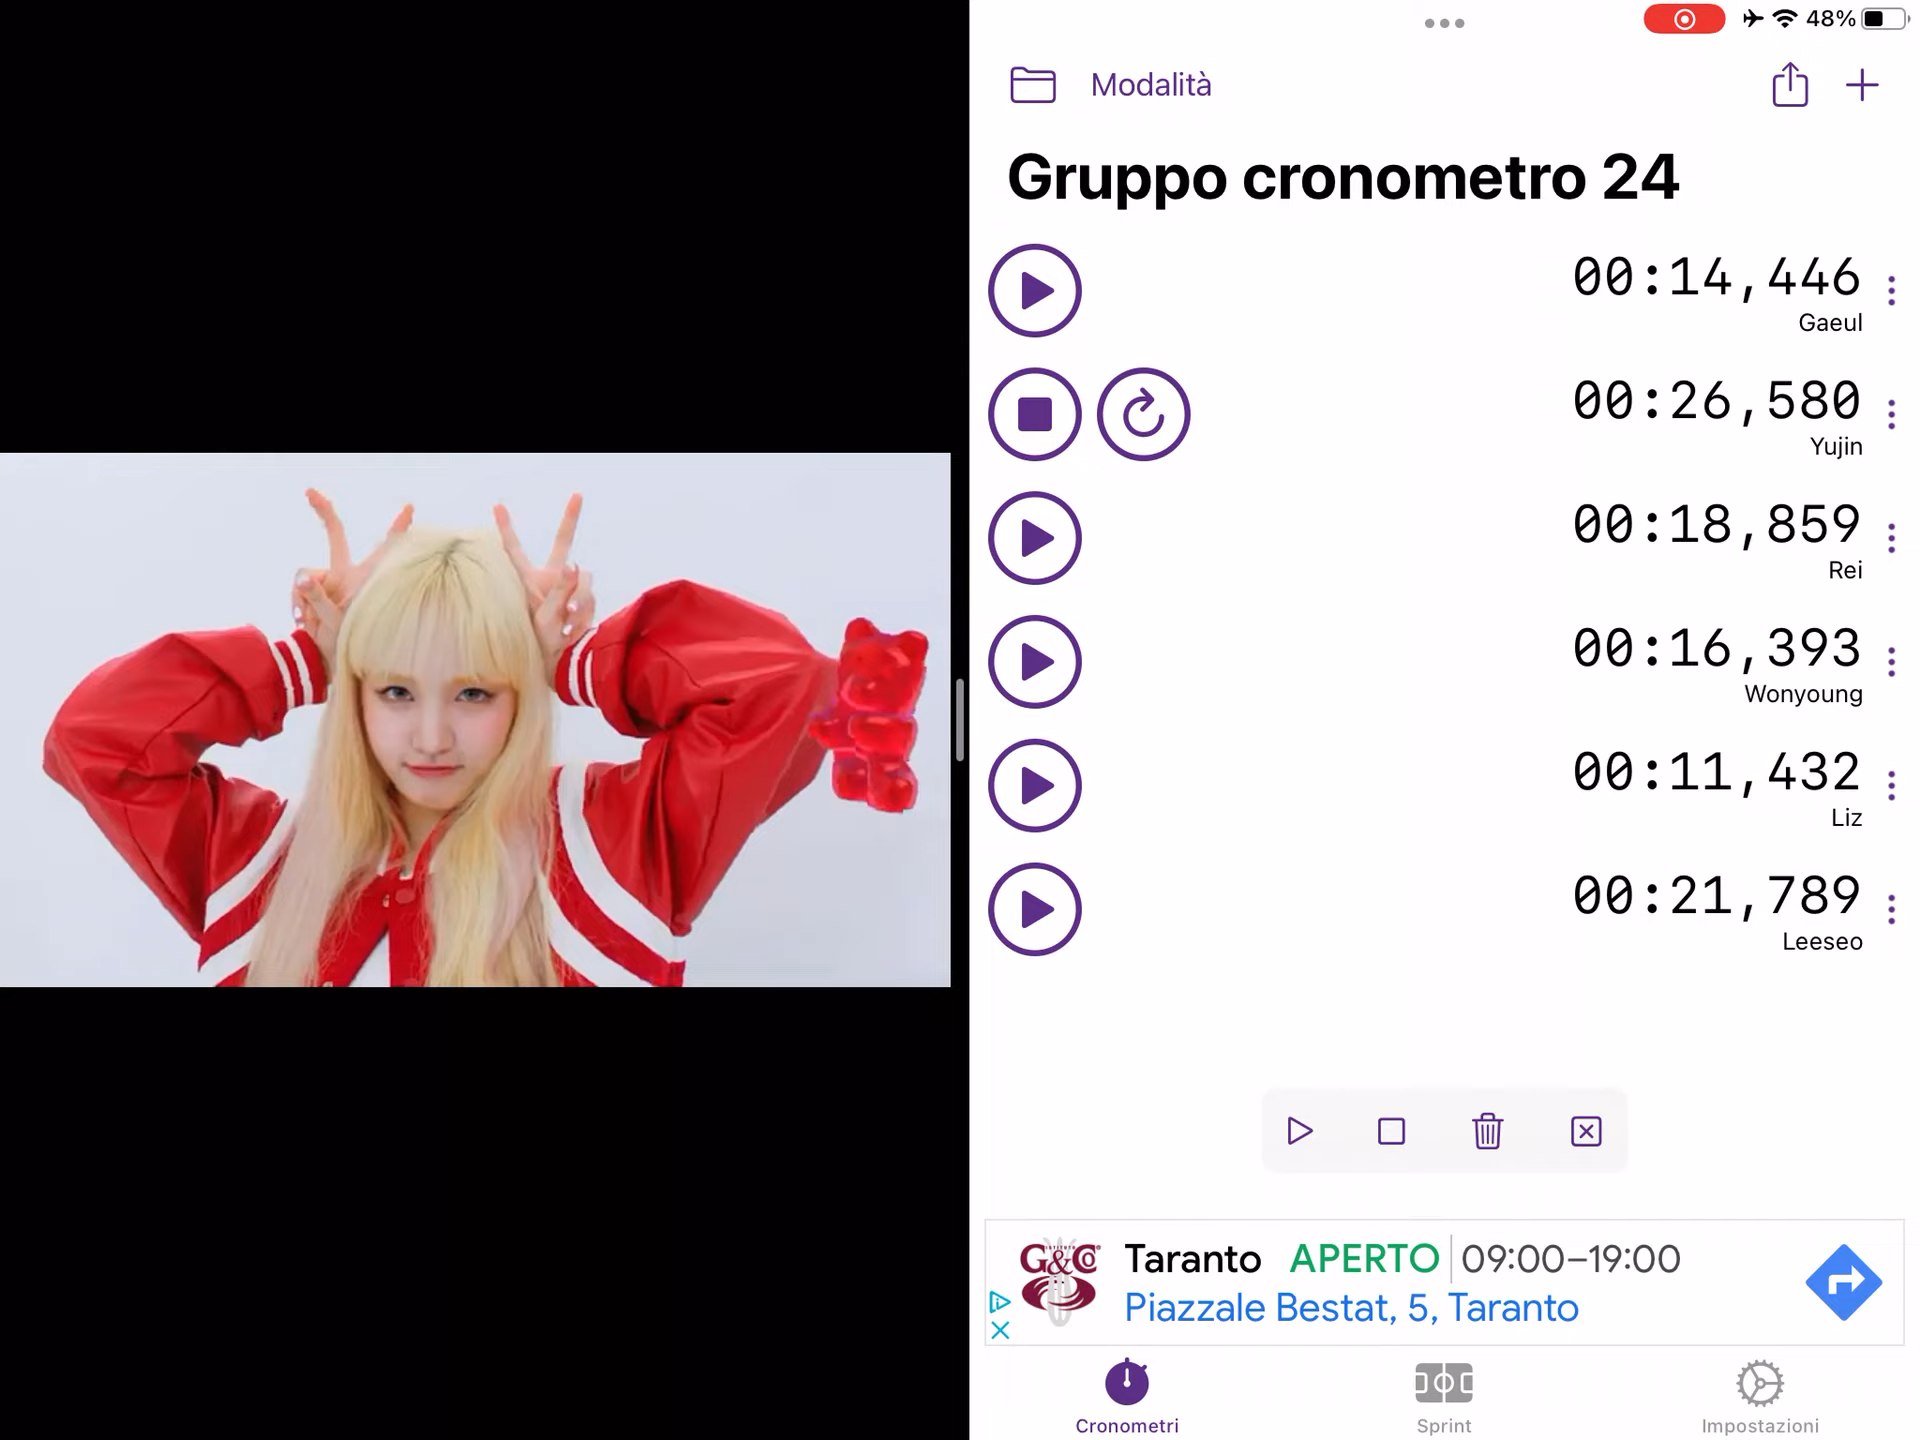 48%
Modalità
Gruppo cronometro 24
00:14,446
Gaeul
00:26,580
Yujin
00:18,859
Rei
00:16,393
Wonyoung
00:11,432
Liz
00:21,789
Leeseo
G&Co
Taranto APERTO 09:00–19:00
Piazzale Bestat, 5, Taranto
Cronometri
Sprint
Impostazioni